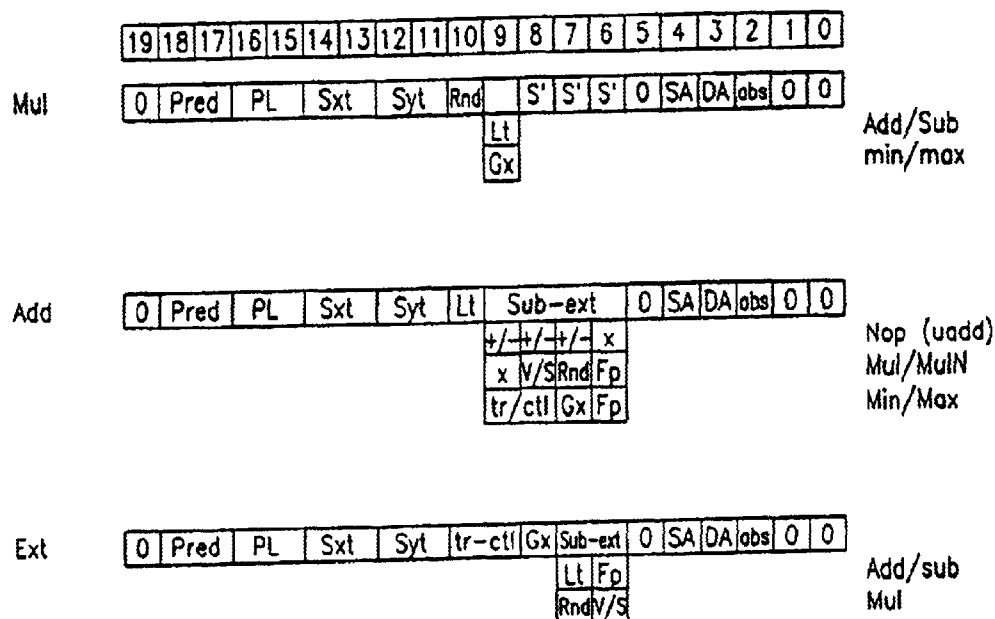 19 18 17 16 15 14 13 12 11 10 9 8 7 6 5 4 3 2 1 0
Mul 0 Pred PL Sxt Syt Rnd S' S' S' 0 SA DA abs 0 0
Lt Add/Sub
Gx min/max
Add 0 Pred PL Sxt Syt Lt Sub-ext 0 SA DA abs 0 0
+/- +/- +/- x Nop (uadd)
x V/S Rnd Fp Mul/MulN
tr/ctl Gx Fp Min/Max
Ext 0 Pred PL Sxt Syt tr-ctl Gx Sub-ext 0 SA DA abs 0 0
Lt Fp Add/sub
Rnd V/S Mul